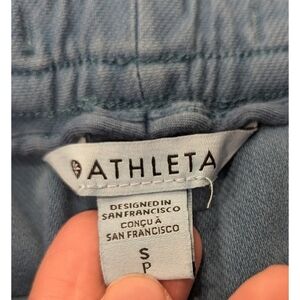 ATHLETA
DESIGNED IN
SAN FRANCISCO
CONÇU À
SAN FRANCISCO
S
P